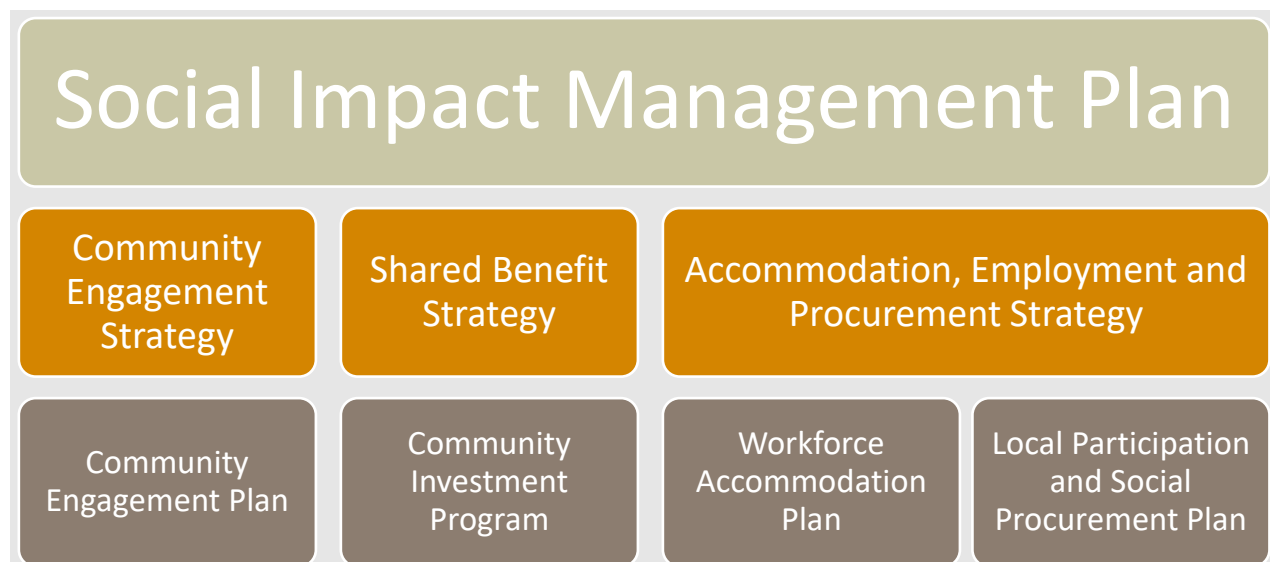 Social Impact Management Plan
Community
Engagement
Strategy
Shared Benefit
Strategy
Accommodation, Employment and
Procurement Strategy
Community
Engagement Plan
Community
Investment
Program
Workforce
Accommodation
Plan
Local Participation
and Social
Procurement Plan